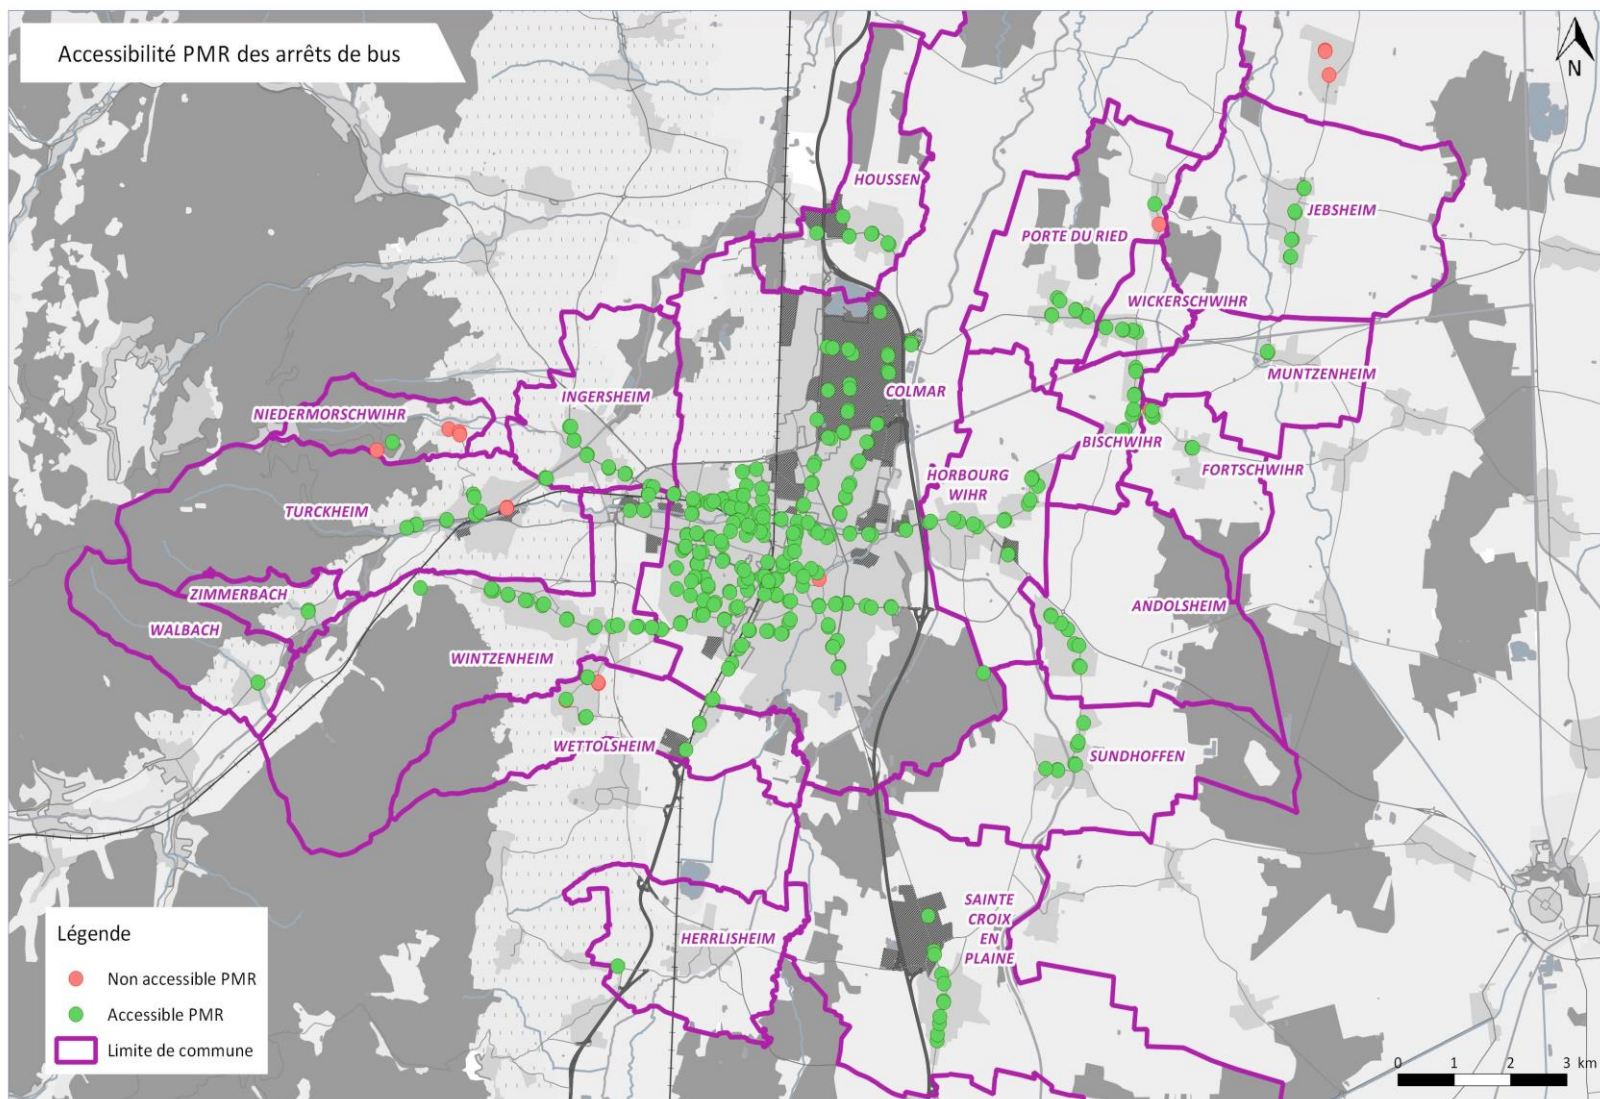 Accessibilité PMR des arrêts de bus
N
HOUSSEN
JEBSHEIM
PORTE DU RIED
WICKERSCHWIHR
MUNTZENHEIM
COLMAR
INGERSHEIM
NIEDERMORSCHWIHR
BISCHWIHR
FORTSCHWIHR
HORBOURG
WIHR
TURCKHEIM
ZIMMERBACH
ANDOLSHEIM
WALBACH
WINTZENHEIM
WETTOLSHEIM
SUNDHOFFEN
SAINTE
CROIX
EN
PLAINE
HERRLISHEIM
Légende
Non accessible PMR
Accessible PMR
Limite de commune
0 1 2 3 km